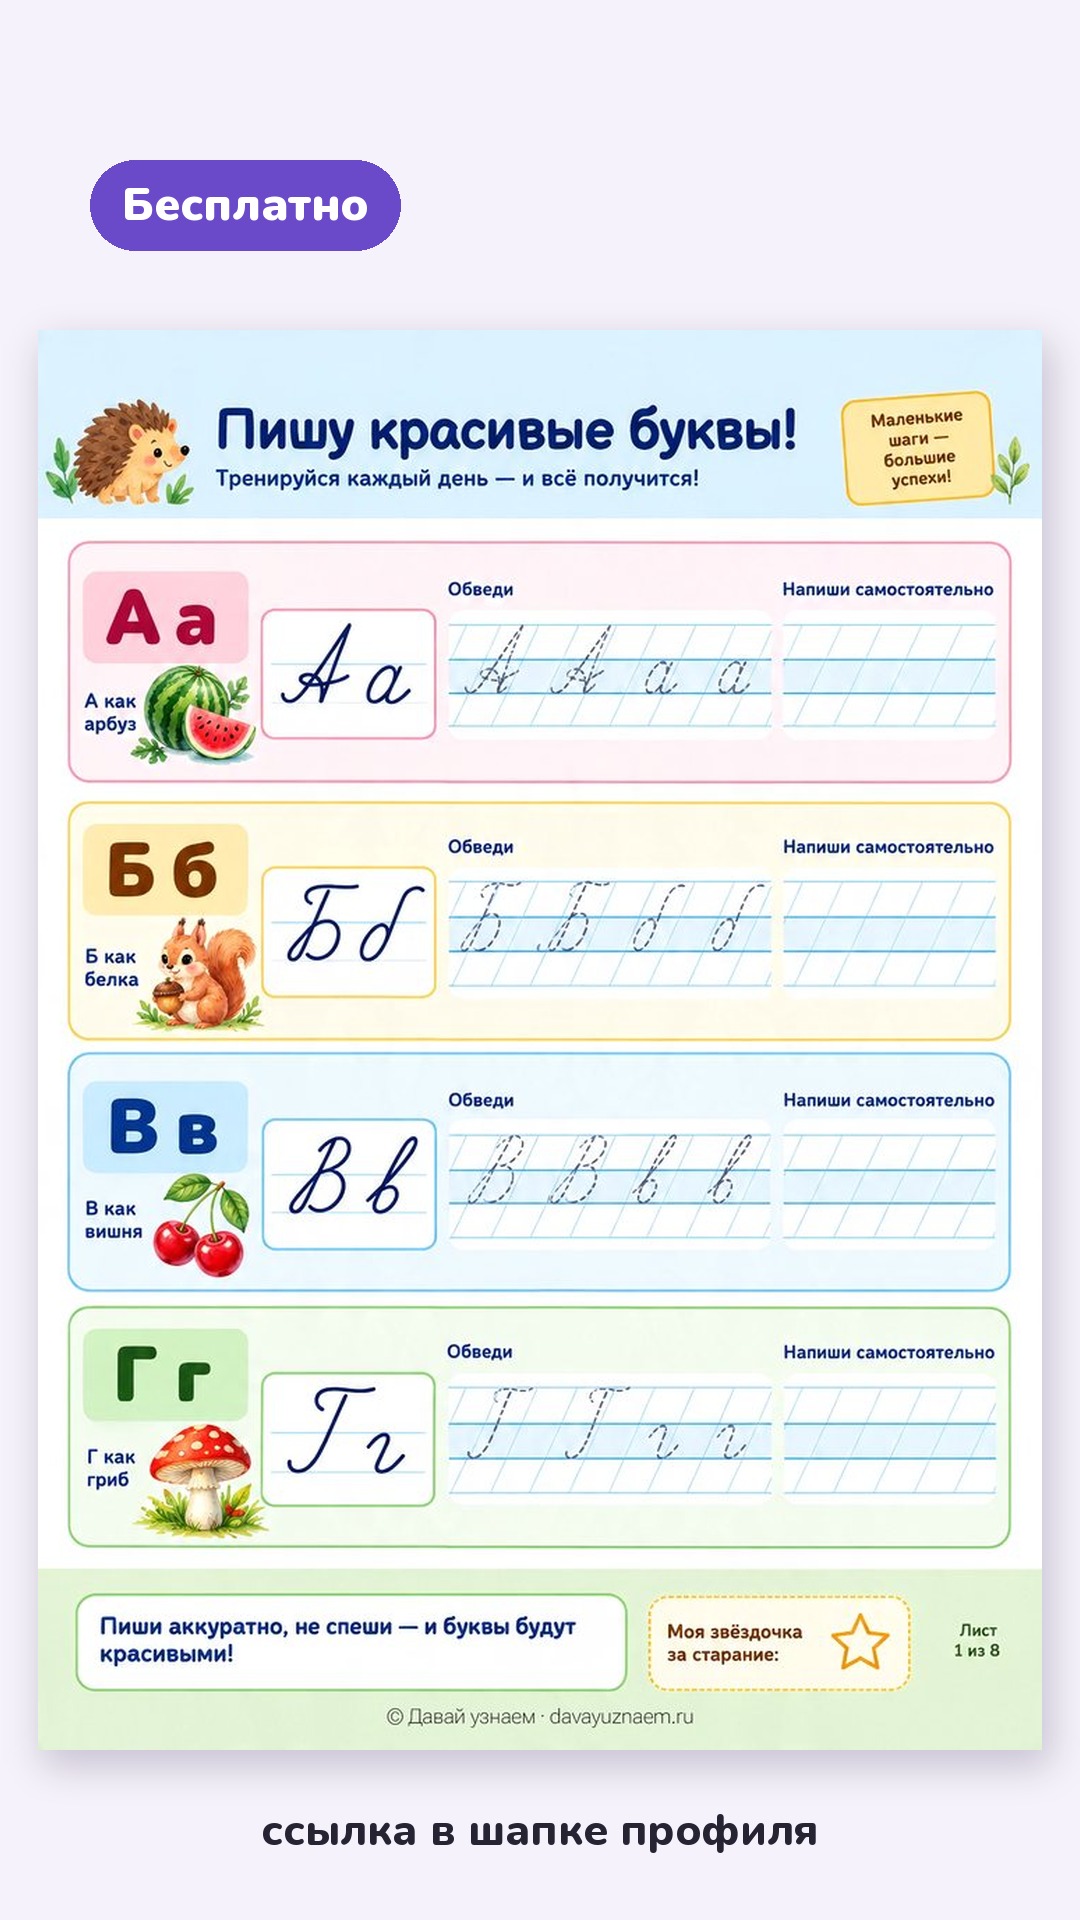 Бесплатно
Пишу красивые буквы!
Тренируйся каждый день — и всё получится!
Маленькие
шаги —
большие
успехи!
А а
А как
арбуз
А а
Обведи
А А а а
Напиши самостоятельно
Б б
Б как
белка
Б б
Обведи
Б Б б б
Напиши самостоятельно
В в
В как
вишня
В в
Обведи
В В в в
Напиши самостоятельно
Г г
Г как
гриб
Г г
Обведи
Г Г г г
Напиши самостоятельно
Пиши аккуратно, не спеши — и буквы будут
красивыми!
Моя звёздочка
за старание:
Лист
1 из 8
© Давай узнаем · davayuznaem.ru
ссылка в шапке профиля